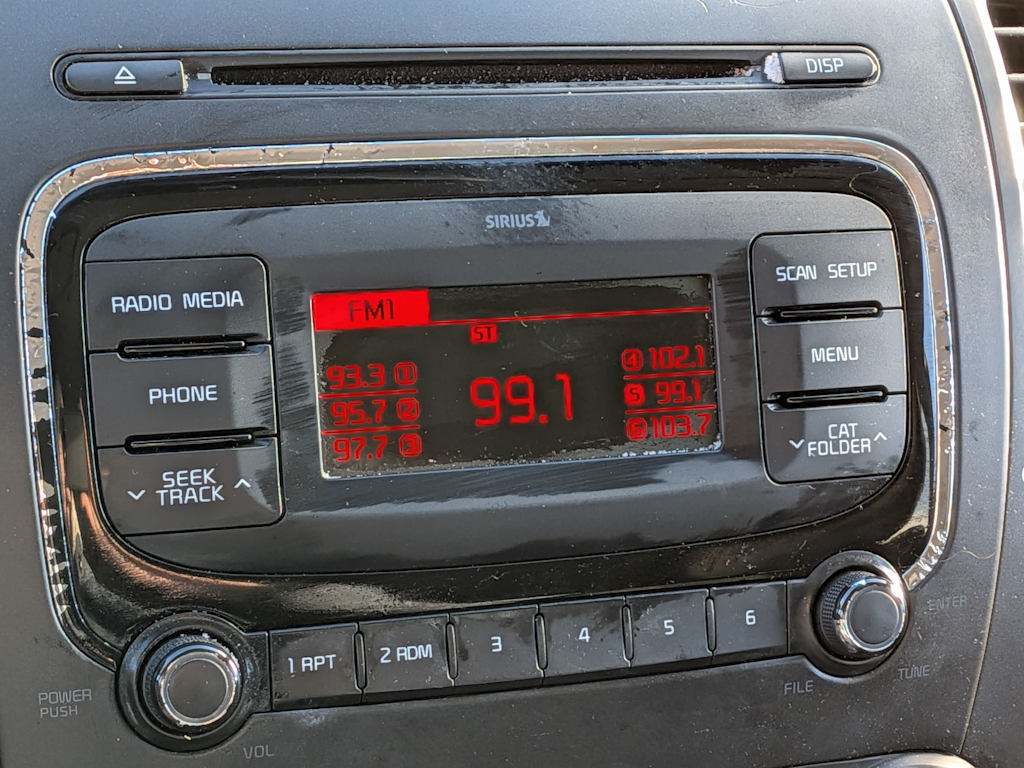 DISP
SIRIUS
RADIO MEDIA
PHONE
SEEK
TRACK
FM1
ST
93.3 1
95.7 2
97.7 3
99.1
4 102.1
5 99.1
6 103.7
SCAN SETUP
MENU
CAT
FOLDER
1 RPT
2 RDM
3
4
5
6
POWER
PUSH
VOL
FILE
TUNE
ENTER